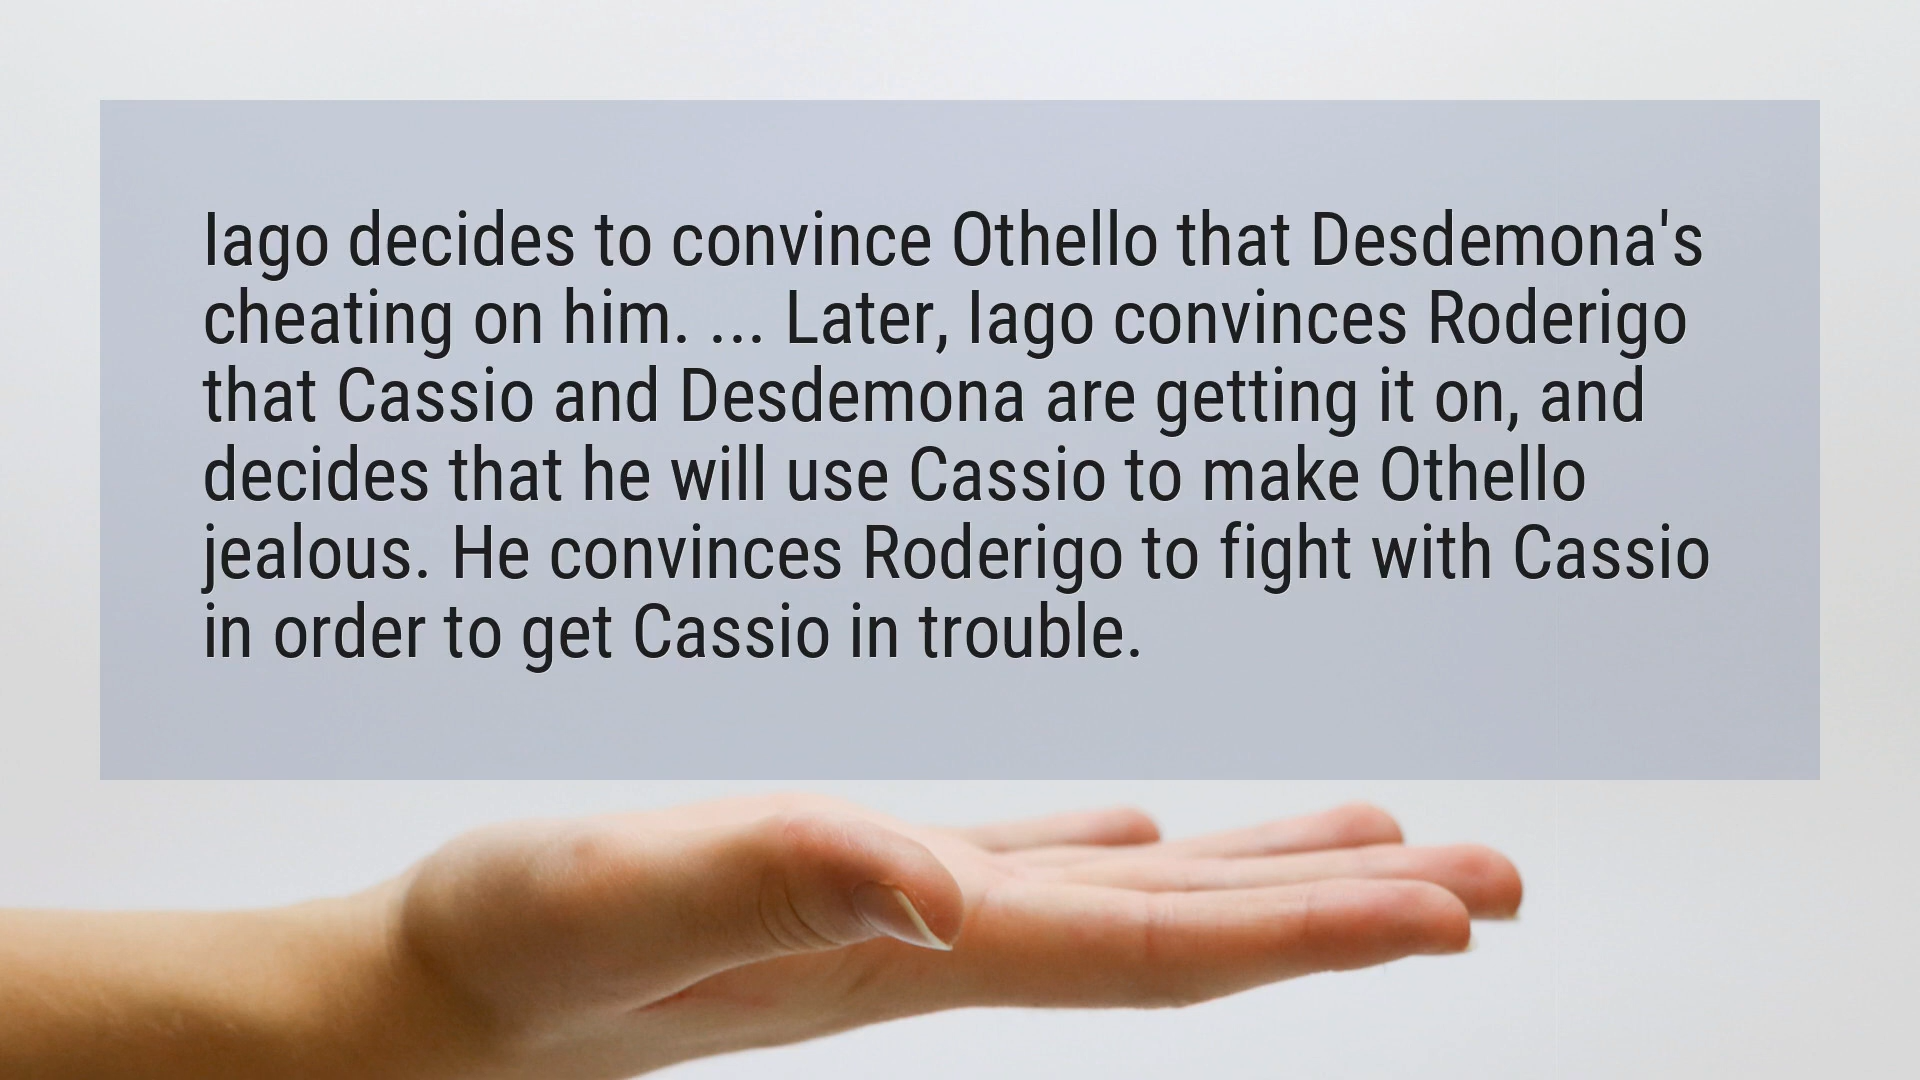 Iago decides to convince Othello that Desdemona's
cheating on him. ... Later, Iago convinces Roderigo
that Cassio and Desdemona are getting it on, and
decides that he will use Cassio to make Othello
jealous. He convinces Roderigo to fight with Cassio
in order to get Cassio in trouble.